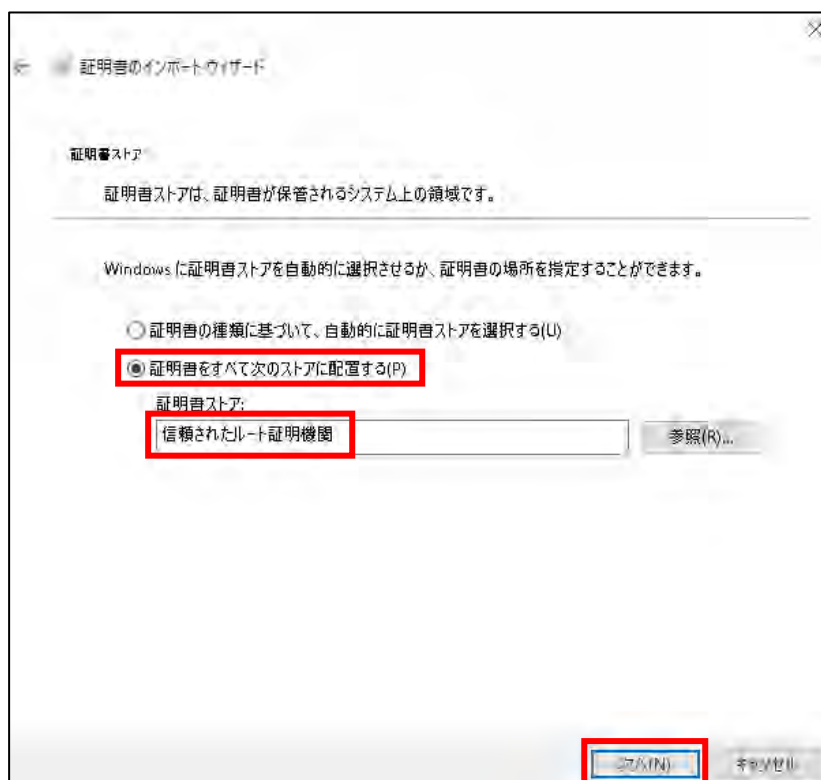 証明書のインポート ウィザード
証明書ストア
証明書ストアは、証明書が保管されるシステム上の領域です。
Windows に証明書ストアを自動的に選択させるか、証明書の場所を指定することができます。
証明書の種類に基づいて、自動的に証明書ストアを選択する(U)
証明書をすべて次のストアに配置する(P)
証明書ストア:
信頼されたルート証明機関
参照(R)...
次へ(N)
キャンセル